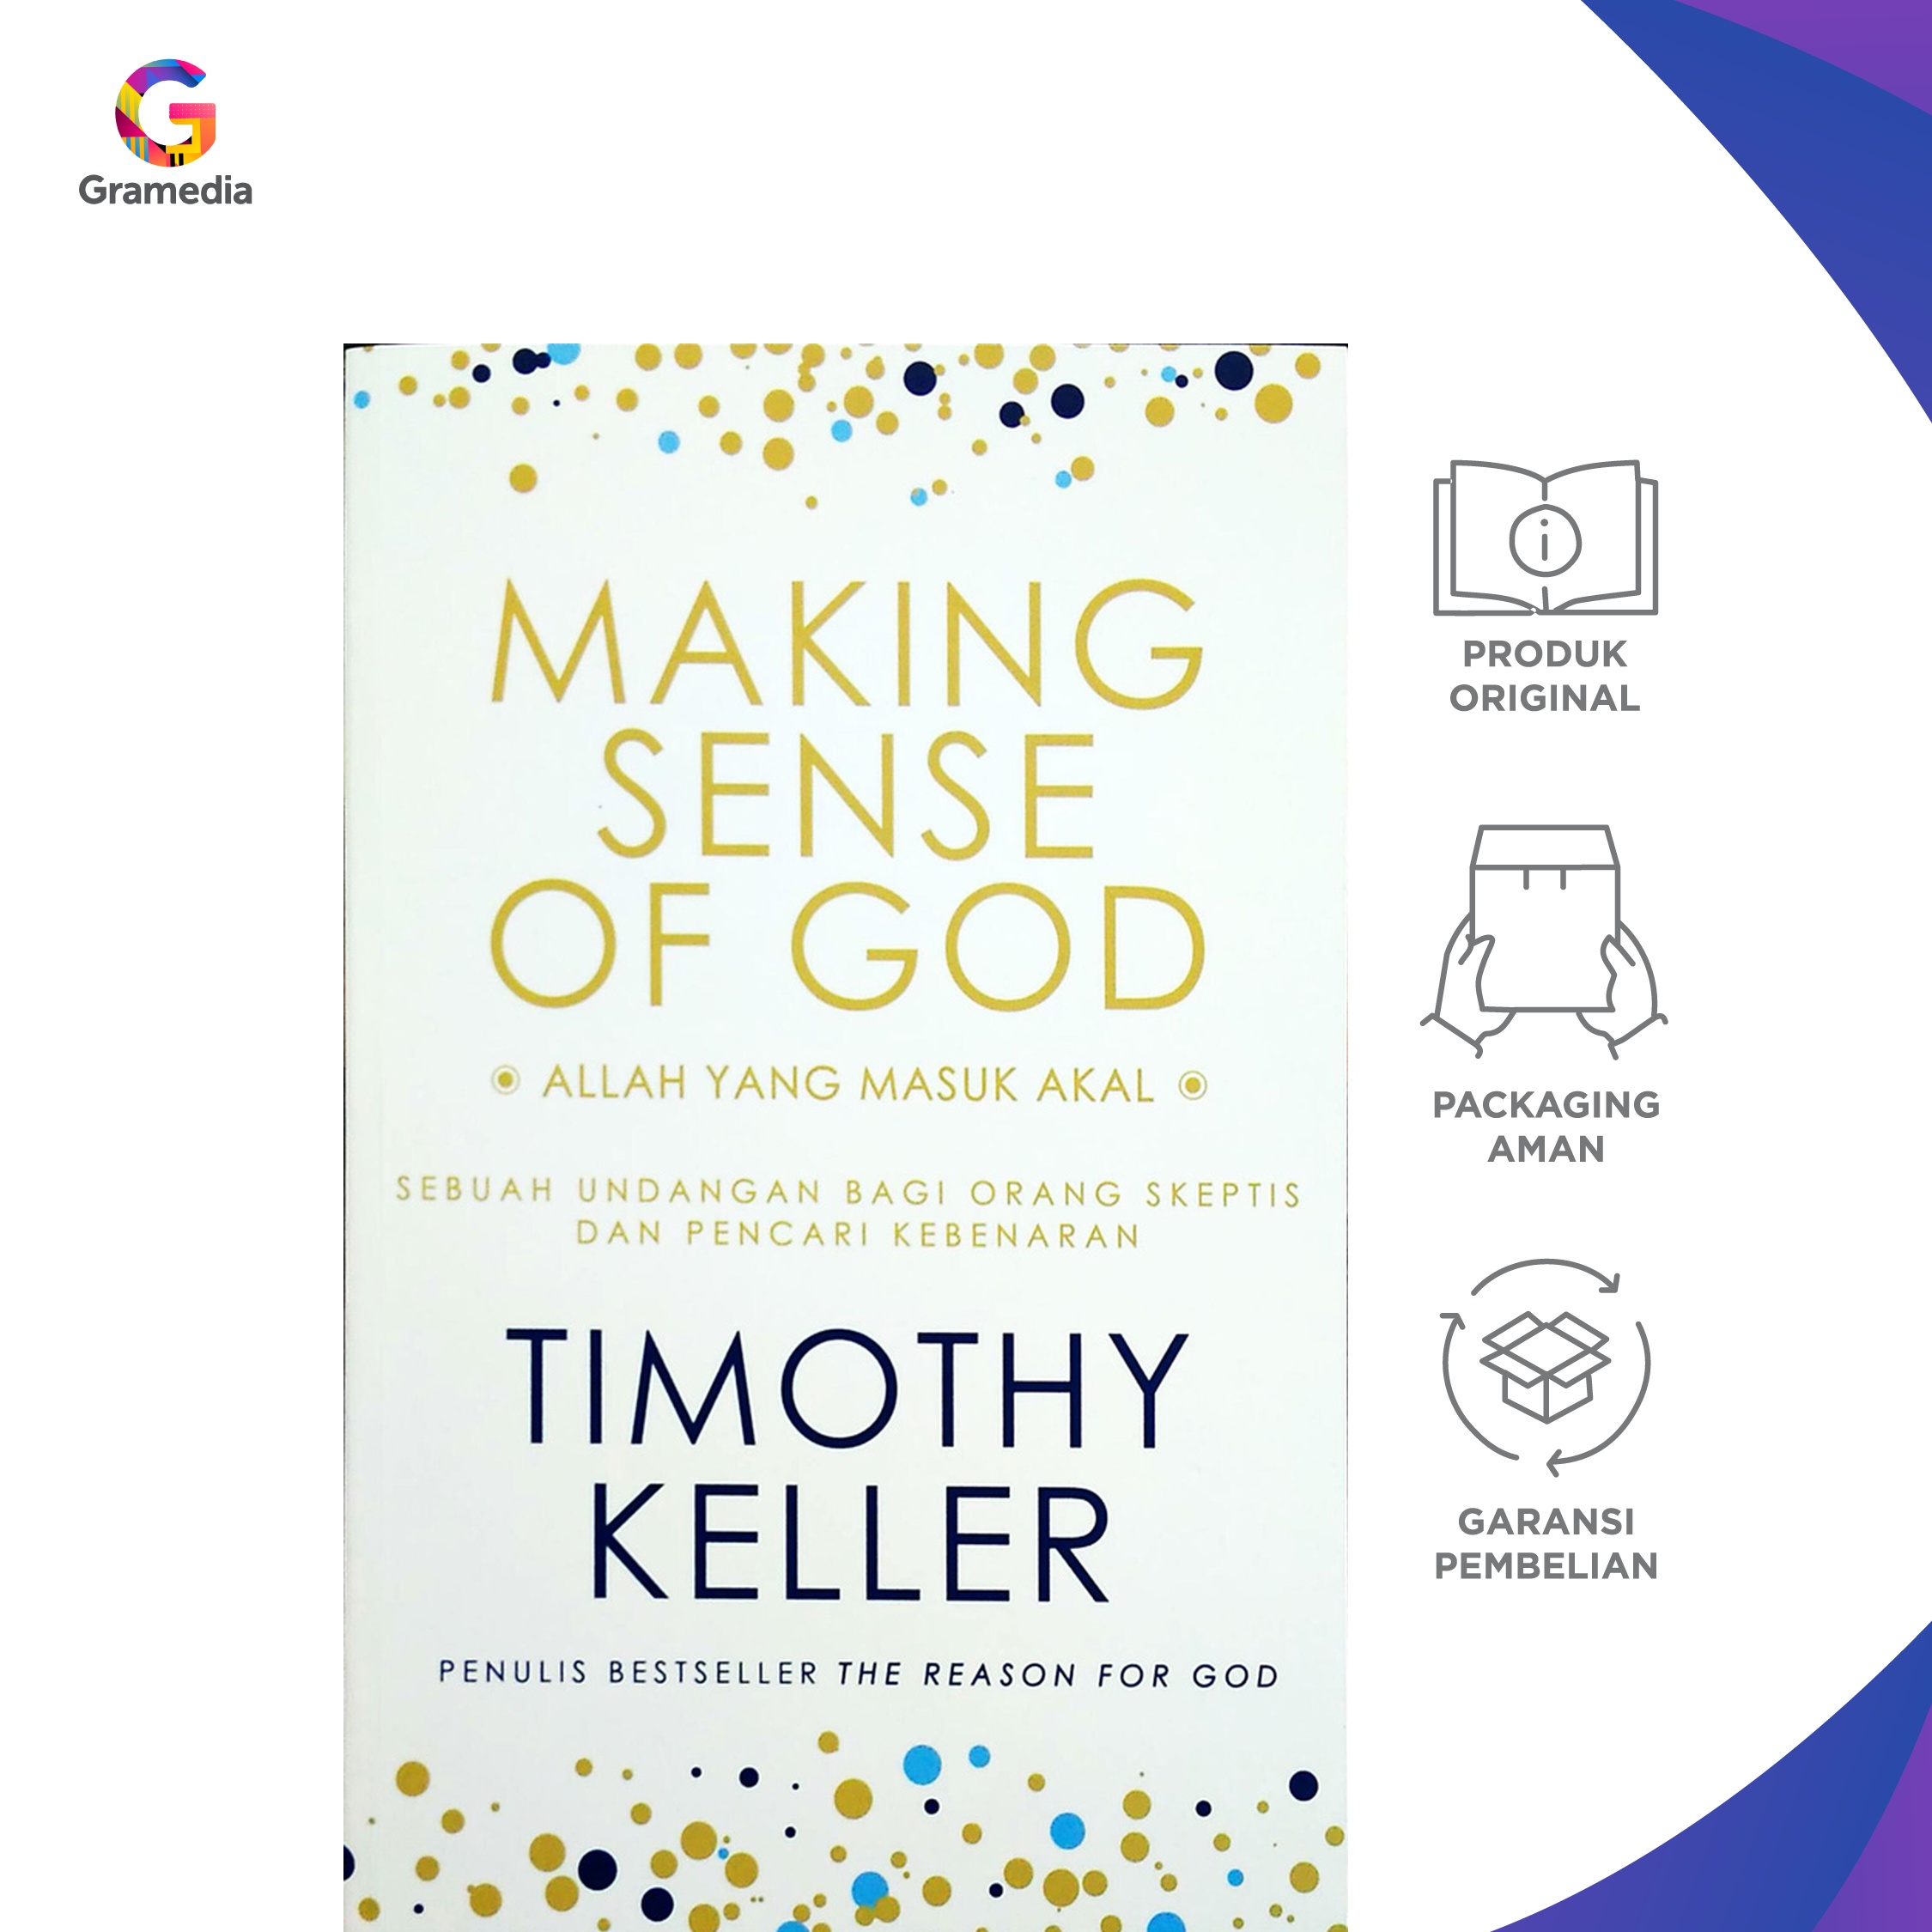 Gramedia
MAKING
SENSE
OF GOD
ALLAH YANG MASUK AKAL
SEBUAH UNDANGAN BAGI ORANG SKEPTIS
DAN PENCARI KEBENARAN
TIMOTHY
KELLER
PENULIS BESTSELLER THE REASON FOR GOD
PRODUK
ORIGINAL
PACKAGING
AMAN
GARANSI
PEMBELIAN